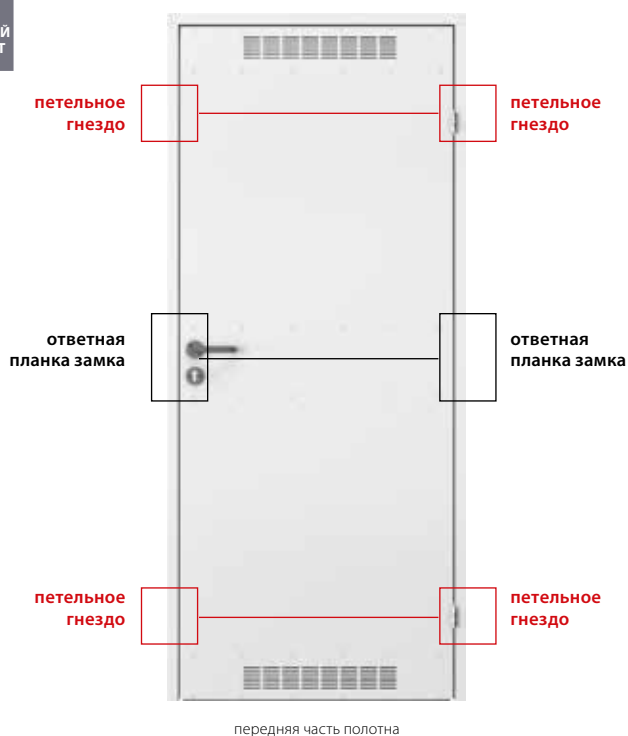 Й
Т
петельное
гнездо
петельное
гнездо
ответная
планка замка
ответная
планка замка
петельное
гнездо
петельное
гнездо
передняя часть полотна